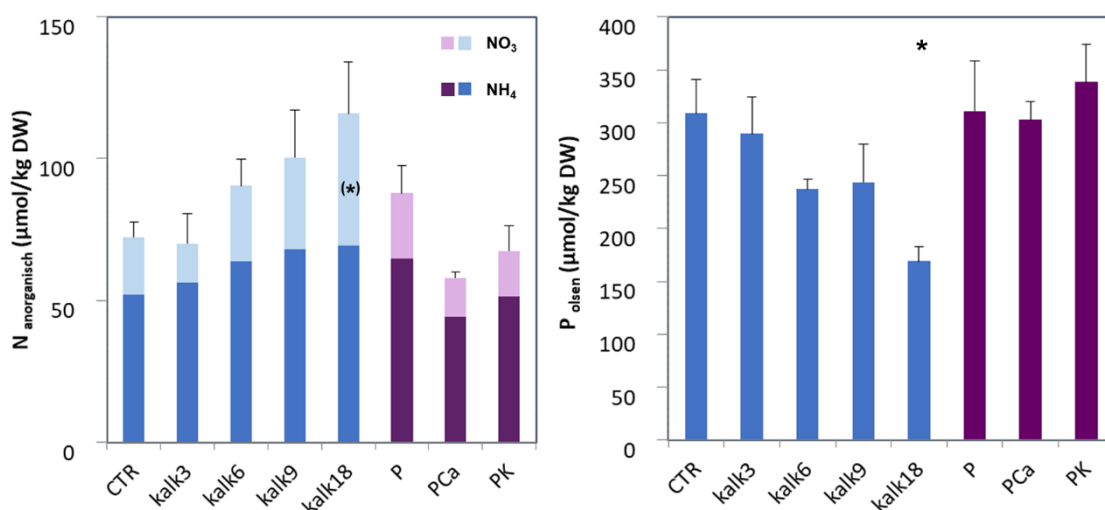 150
100
50
0
N anorganisch (µmol/kg DW)
NO₃
NH₄
(*)
CTR
kalk3
kalk6
kalk9
kalk18
P
PCa
PK
400
350
300
250
200
150
100
50
0
P olsen (µmol/kg DW)
*
CTR
kalk3
kalk6
kalk9
kalk18
P
PCa
PK